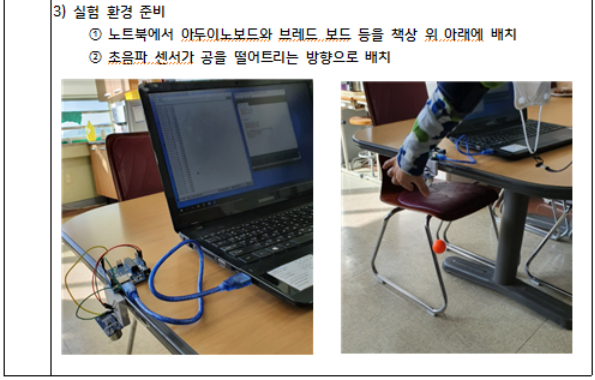 3) 실험 환경 준비
① 노트북에서 아두이노보드와 브레드 보드 등을 책상 위 아래에 배치
② 초음파 센서가 공을 떨어트리는 방향으로 배치